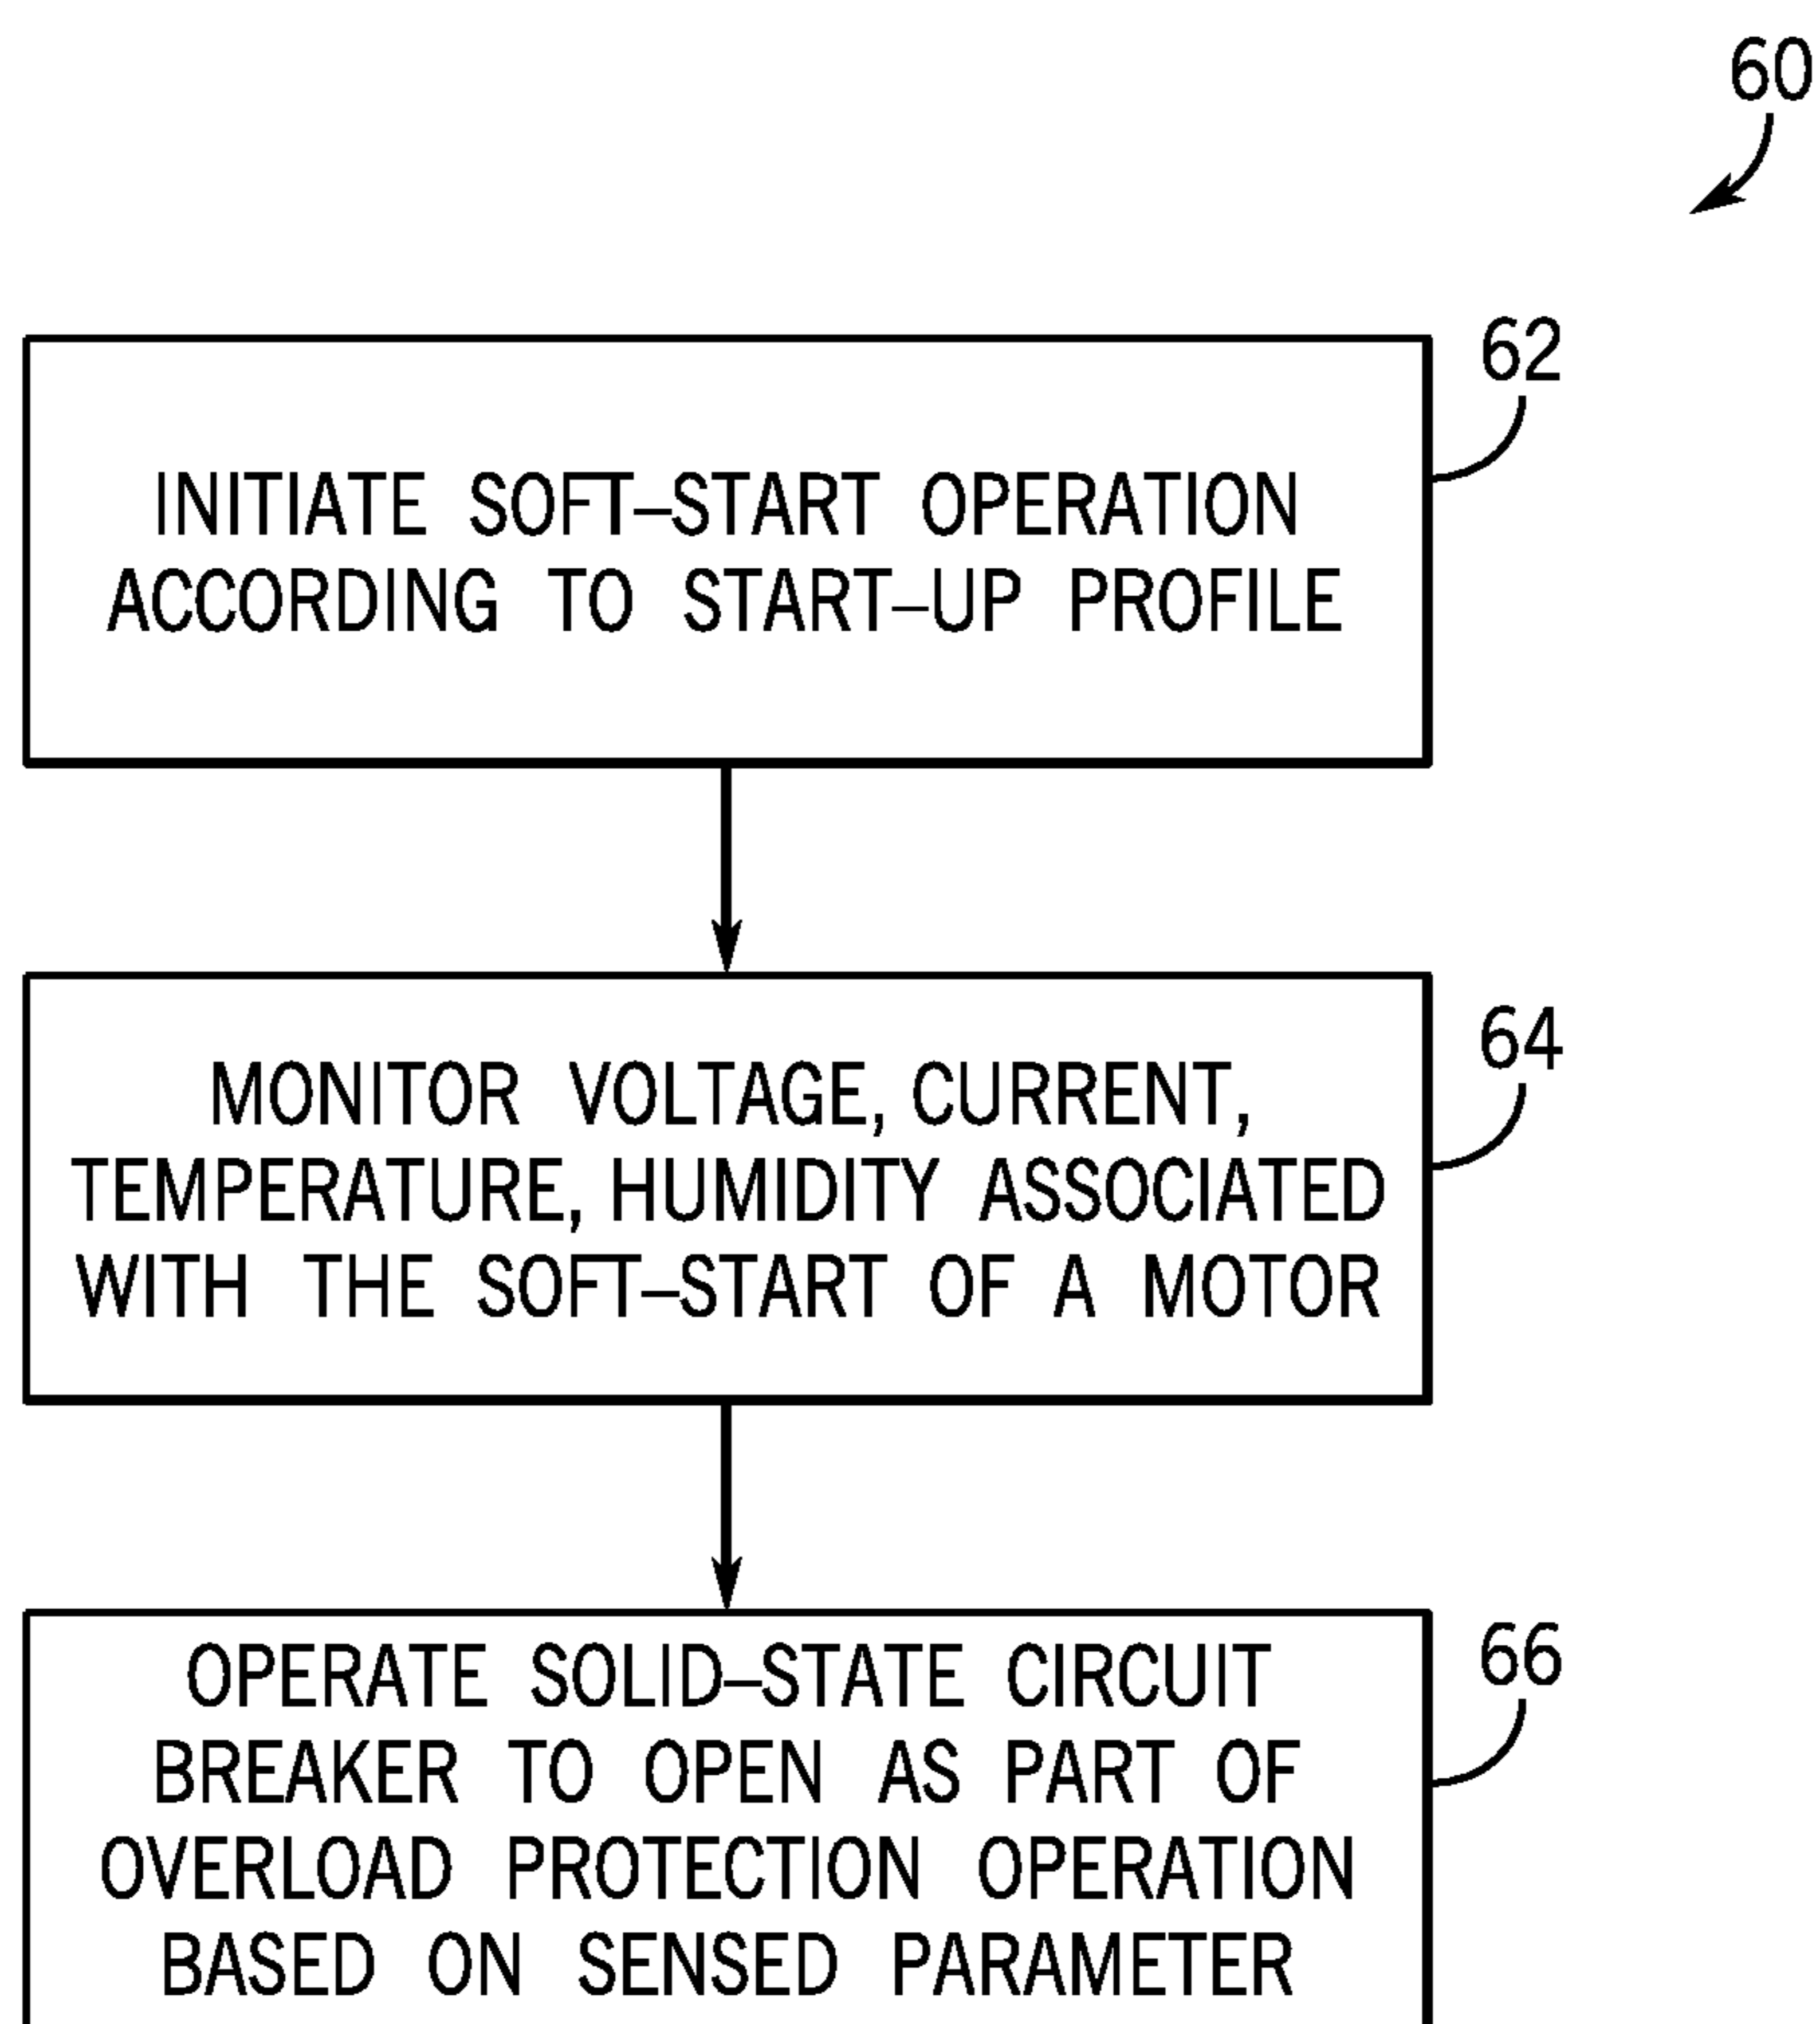 60
62
INITIATE SOFT–START OPERATION
ACCORDING TO START–UP PROFILE
64
MONITOR VOLTAGE, CURRENT,
TEMPERATURE, HUMIDITY ASSOCIATED
WITH THE SOFT–START OF A MOTOR
66
OPERATE SOLID–STATE CIRCUIT
BREAKER TO OPEN AS PART OF
OVERLOAD PROTECTION OPERATION
BASED ON SENSED PARAMETER